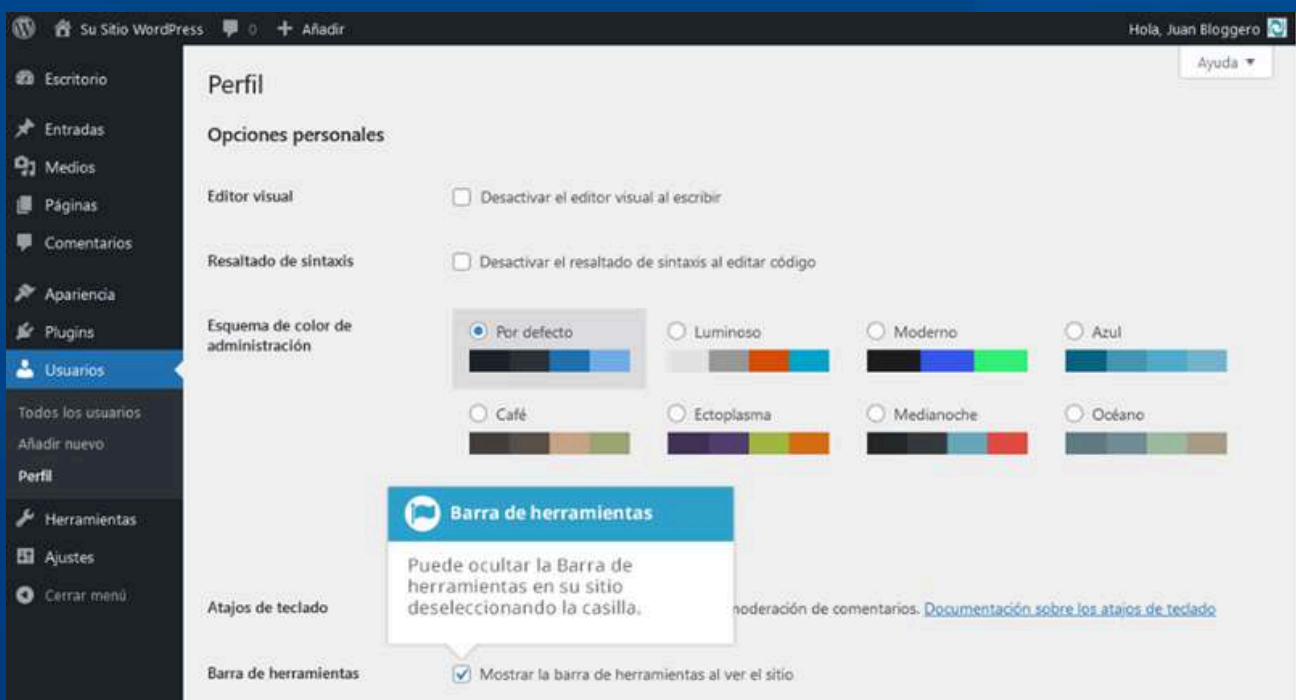 Su Sitio WordPress 0 + Añadir Hola, Juan Bloggero
Ayuda
Escritorio
Entradas
Medios
Páginas
Comentarios
Apariencia
Plugins
Usuarios
Todos los usuarios
Añadir nuevo
Perfil
Herramientas
Ajustes
Cerrar menú
Perfil
Opciones personales
Editor visual Desactivar el editor visual al escribir
Resaltado de sintaxis Desactivar el resaltado de sintaxis al editar código
Esquema de color de
administración
Por defecto Luminoso Moderno Azul
Café Ectoplasma Medianoche Océano
Barra de herramientas
Puede ocultar la Barra de
herramientas en su sitio
deseleccionando la casilla.
Atajos de teclado moderación de comentarios. Documentación sobre los atajos de teclado
Barra de herramientas Mostrar la barra de herramientas al ver el sitio